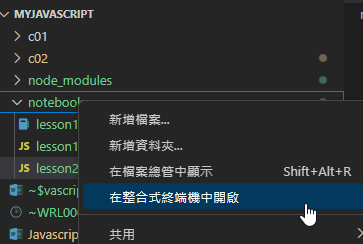 MYJAVASCRIPT
c01
c02
node_modules
notebook
lesson1
新增檔案...
JS lesson1
新增資料夾...
JS lesson2
在檔案總管中顯示 Shift+Alt+R
~$vascrip
在整合式終端機中開啟
~WRL000
Javascrip
共用